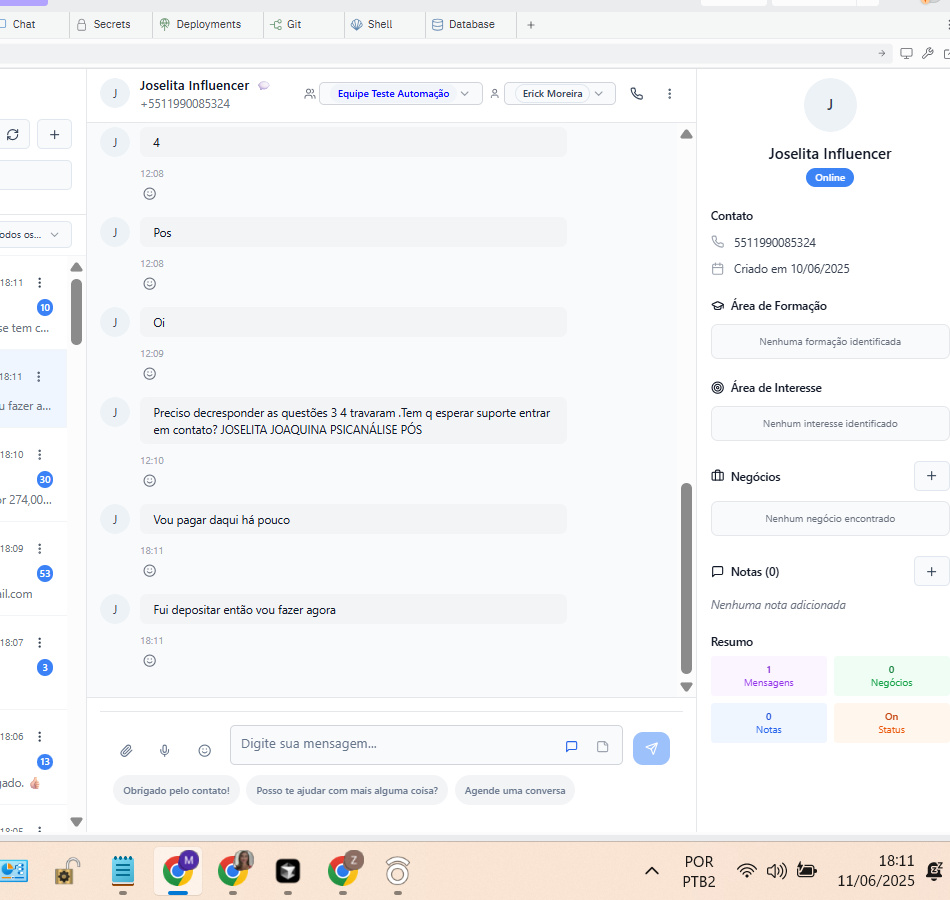 Chat
Secrets
Deployments
Git
Shell
Database
J
Joselita Influencer
+5511990085324
Equipe Teste Automação
Erick Moreira
odos os...
18:11
10
se tem c...
18:11
u fazer a...
18:10
30
or 274,00...
18:09
53
ail.com
18:07
3
18:06
13
gado. 👍🏼
18:05
J
4
12:08
J
Pos
12:08
J
Oi
12:09
J
Preciso decresponder as questões 3 4 travaram .Tem q esperar suporte entrar
em contato? JOSELITA JOAQUINA PSICANÁLISE PÓS
12:10
J
Vou pagar daqui há pouco
18:11
J
Fui depositar então vou fazer agora
18:11
Digite sua mensagem...
Obrigado pelo contato!
Posso te ajudar com mais alguma coisa?
Agende uma conversa
J
Joselita Influencer
Online
Contato
5511990085324
Criado em 10/06/2025
Área de Formação
Nenhuma formação identificada
Área de Interesse
Nenhum interesse identificado
Negócios
Nenhum negócio encontrado
Notas (0)
Nenhuma nota adicionada
Resumo
1
Mensagens
0
Negócios
0
Notas
On
Status
M
Z
POR
PTB2
18:11
11/06/2025